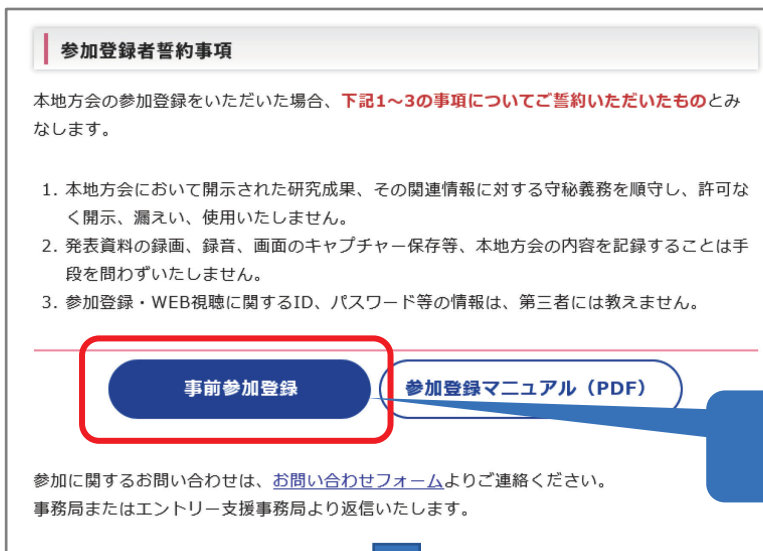 参加登録者誓約事項
本地方会の参加登録をいただいた場合、下記1～3の事項についてご誓約いただいたものとみ
なします。
1. 本地方会において開示された研究成果、その関連情報に対する守秘義務を順守し、許可な
く開示、漏えい、使用いたしません。
2. 発表資料の録画、録音、画面のキャプチャー保存等、本地方会の内容を記録することは手
段を問わずいたしません。
3. 参加登録・WEB視聴に関するID、パスワード等の情報は、第三者には教えません。
事前参加登録 参加登録マニュアル（PDF）
参加に関するお問い合わせは、お問い合わせフォームよりご連絡ください。
事務局またはエントリー支援事務局より返信いたします。